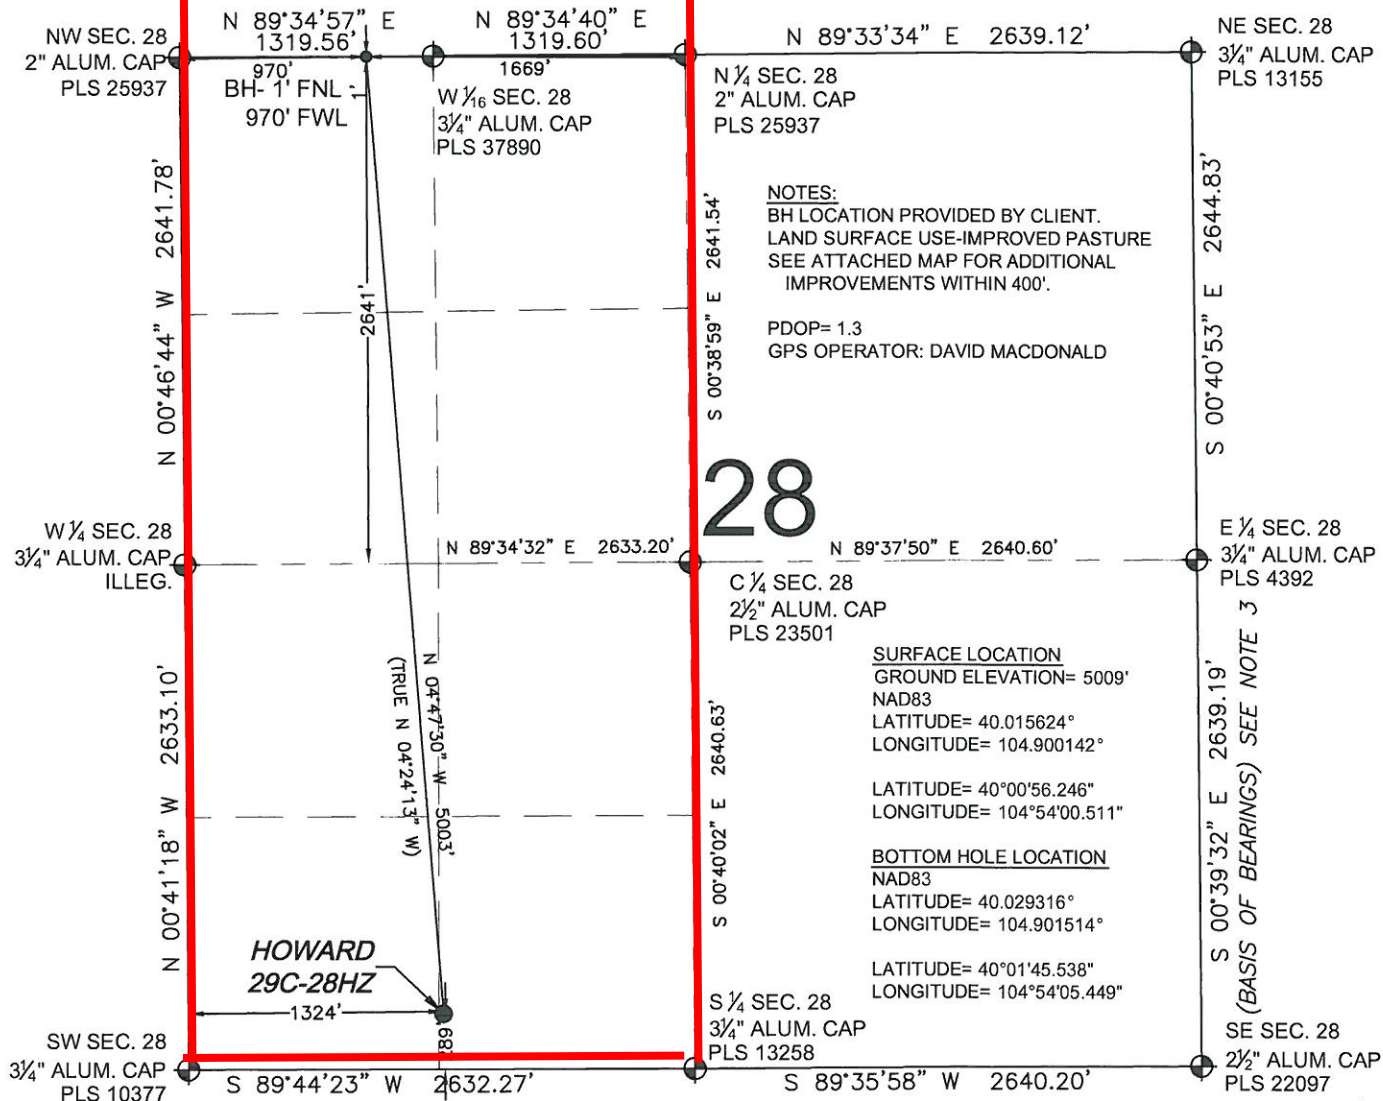 N 89°34'57" E
1319.56'
N 89°34'40" E
1319.60'
N 89°33'34" E 2639.12'
NW SEC. 28
2" ALUM. CAP
PLS 25937
970'
BH- 1' FNL
970' FWL
1'
1669'
W 1/16 SEC. 28
3¼" ALUM. CAP
PLS 37890
N ¼ SEC. 28
2" ALUM. CAP
PLS 25937
NE SEC. 28
3¼" ALUM. CAP
PLS 13155
N 00°46'44" W 2641.78'
2641'
S 00°38'59" E 2641.54'
NOTES:
BH LOCATION PROVIDED BY CLIENT.
LAND SURFACE USE-IMPROVED PASTURE
SEE ATTACHED MAP FOR ADDITIONAL
IMPROVEMENTS WITHIN 400'.
PDOP= 1.3
GPS OPERATOR: DAVID MACDONALD
S 00°40'53" E 2644.83'
28
W ¼ SEC. 28
3¼" ALUM. CAP
ILLEG.
N 89°34'32" E 2633.20'
N 89°37'50" E 2640.60'
C ¼ SEC. 28
2½" ALUM. CAP
PLS 23501
E ¼ SEC. 28
3¼" ALUM. CAP
PLS 4392
N 00°41'18" W 2633.10'
N 04°47'30" W 5003'
(TRUE N 04°24'13" W)
S 00°40'02" E 2640.63'
SURFACE LOCATION
GROUND ELEVATION= 5009'
NAD83
LATITUDE= 40.015624°
LONGITUDE= 104.900142°
LATITUDE= 40°00'56.246"
LONGITUDE= 104°54'00.511"
BOTTOM HOLE LOCATION
NAD83
LATITUDE= 40.029316°
LONGITUDE= 104.901514°
LATITUDE= 40°01'45.538"
LONGITUDE= 104°54'05.449"
S 00°39'32" E 2639.19'
(BASIS OF BEARINGS) SEE NOTE 3
HOWARD
29C-28HZ
1324'
SW SEC. 28
3¼" ALUM. CAP
PLS 10377
S 89°44'23" W 2632.27'
S ¼ SEC. 28
3¼" ALUM. CAP
PLS 13258
S 89°35'58" W 2640.20'
SE SEC. 28
2½" ALUM. CAP
PLS 22097